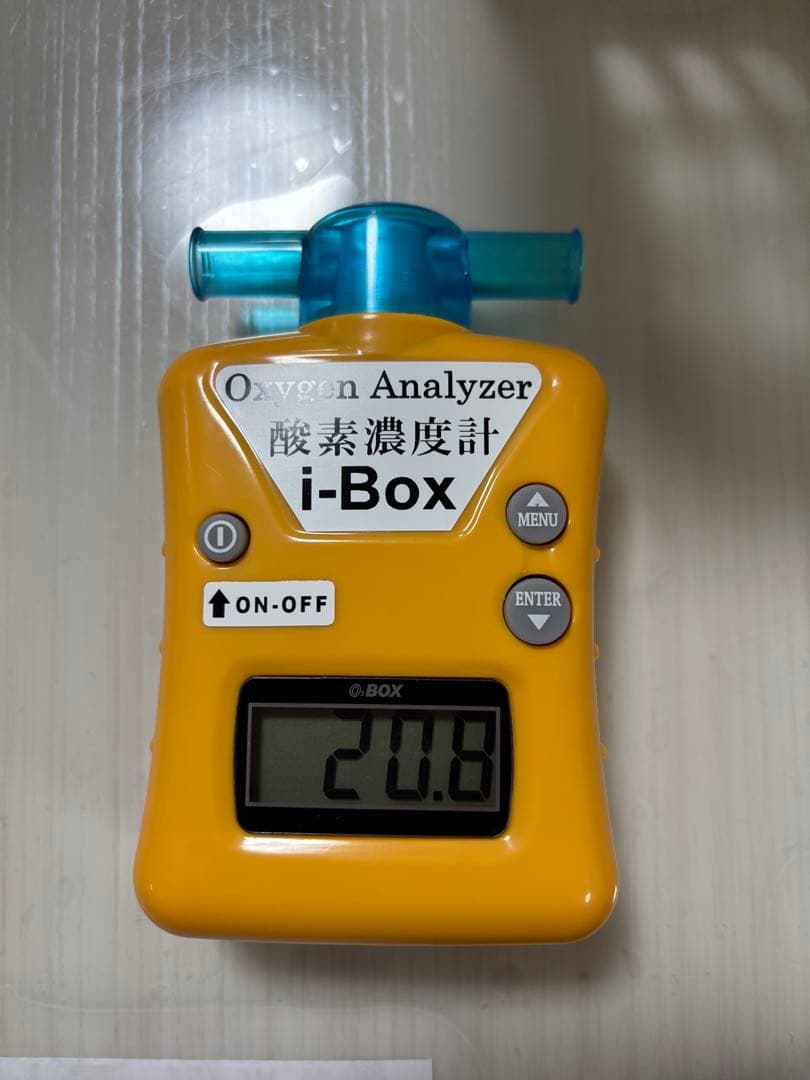 Oxygen Analyzer
酸素濃度計
i-Box
MENU
ENTER
ON-OFF
O₂BOX
20.8